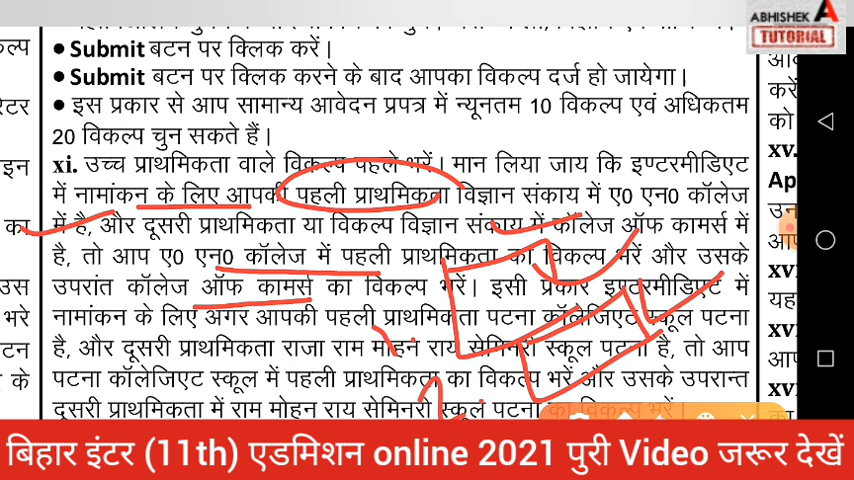 ABHISHEK A
TUTORIAL
● Submit बटन पर क्लिक करें।
● Submit बटन पर क्लिक करने के बाद आपका विकल्प दर्ज हो जायेगा।
● इस प्रकार से आप सामान्य आवेदन प्रपत्र में न्यूनतम 10 विकल्प एवं अधिकतम
20 विकल्प चुन सकते हैं।
xi. उच्च प्राथमिकता वाले विकल्प पहले भरें। मान लिया जाय कि इण्टरमीडिएट
में नामांकन के लिए आपकी पहली प्राथमिकता विज्ञान संकाय में ए0 एन0 कॉलेज
में है, और दूसरी प्राथमिकता या विकल्प विज्ञान संकाय में कॉलेज ऑफ कामर्स में
है, तो आप ए0 एन0 कॉलेज में पहली प्राथमिकता का विकल्प भरें और उसके
उपरांत कॉलेज ऑफ कामर्स का विकल्प भरें। इसी प्रकार इण्टरमीडिएट में
नामांकन के लिए अगर आपकी पहली प्राथमिकता पटना कॉलेजिएट स्कूल पटना
है, और दूसरी प्राथमिकता राजा राम मोहन राय सेमिनरी स्कूल पटना है, तो आप
पटना कॉलेजिएट स्कूल में पहली प्राथमिकता का विकल्प भरें और उसके उपरान्त
दूसरी प्राथमिकता में राम मोहन राय सेमिनरी स्कूल पटना का विकल्प भरें।
बिहार इंटर (11th) एडमिशन online 2021 पुरी Video जरूर देखें